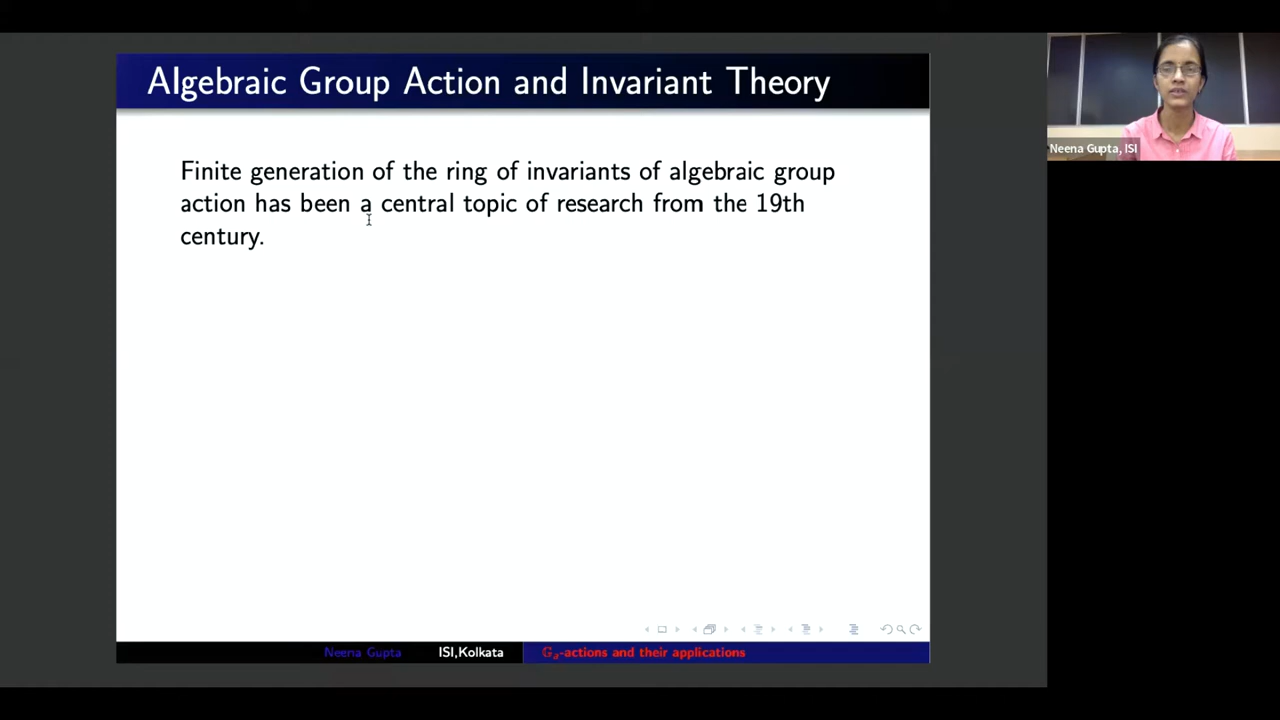 Algebraic Group Action and Invariant Theory
Neena Gupta, ISI
Finite generation of the ring of invariants of algebraic group
action has been a central topic of research from the 19th
century.
Neena Gupta ISI,Kolkata 𝔾ₐ-actions and their applications